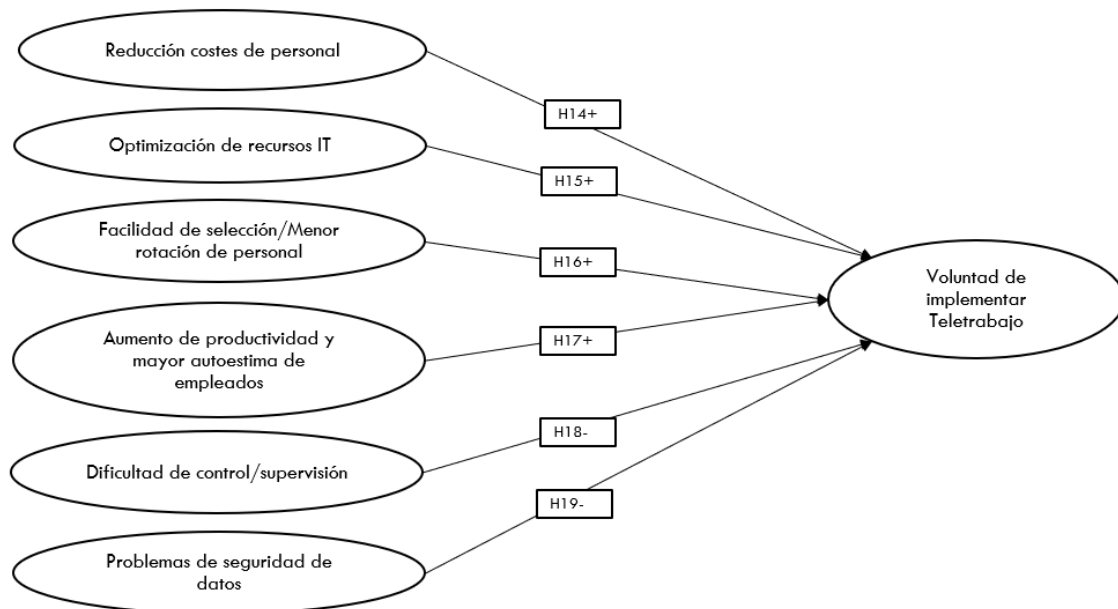 Reducción costes de personal
H14+
Optimización de recursos IT
H15+
Facilidad de selección/Menor
rotación de personal
H16+
Aumento de productividad y
mayor autoestima de
empleados
H17+
Dificultad de control/supervisión
H18-
Problemas de seguridad de
datos
H19-
Voluntad de
implementar
Teletrabajo